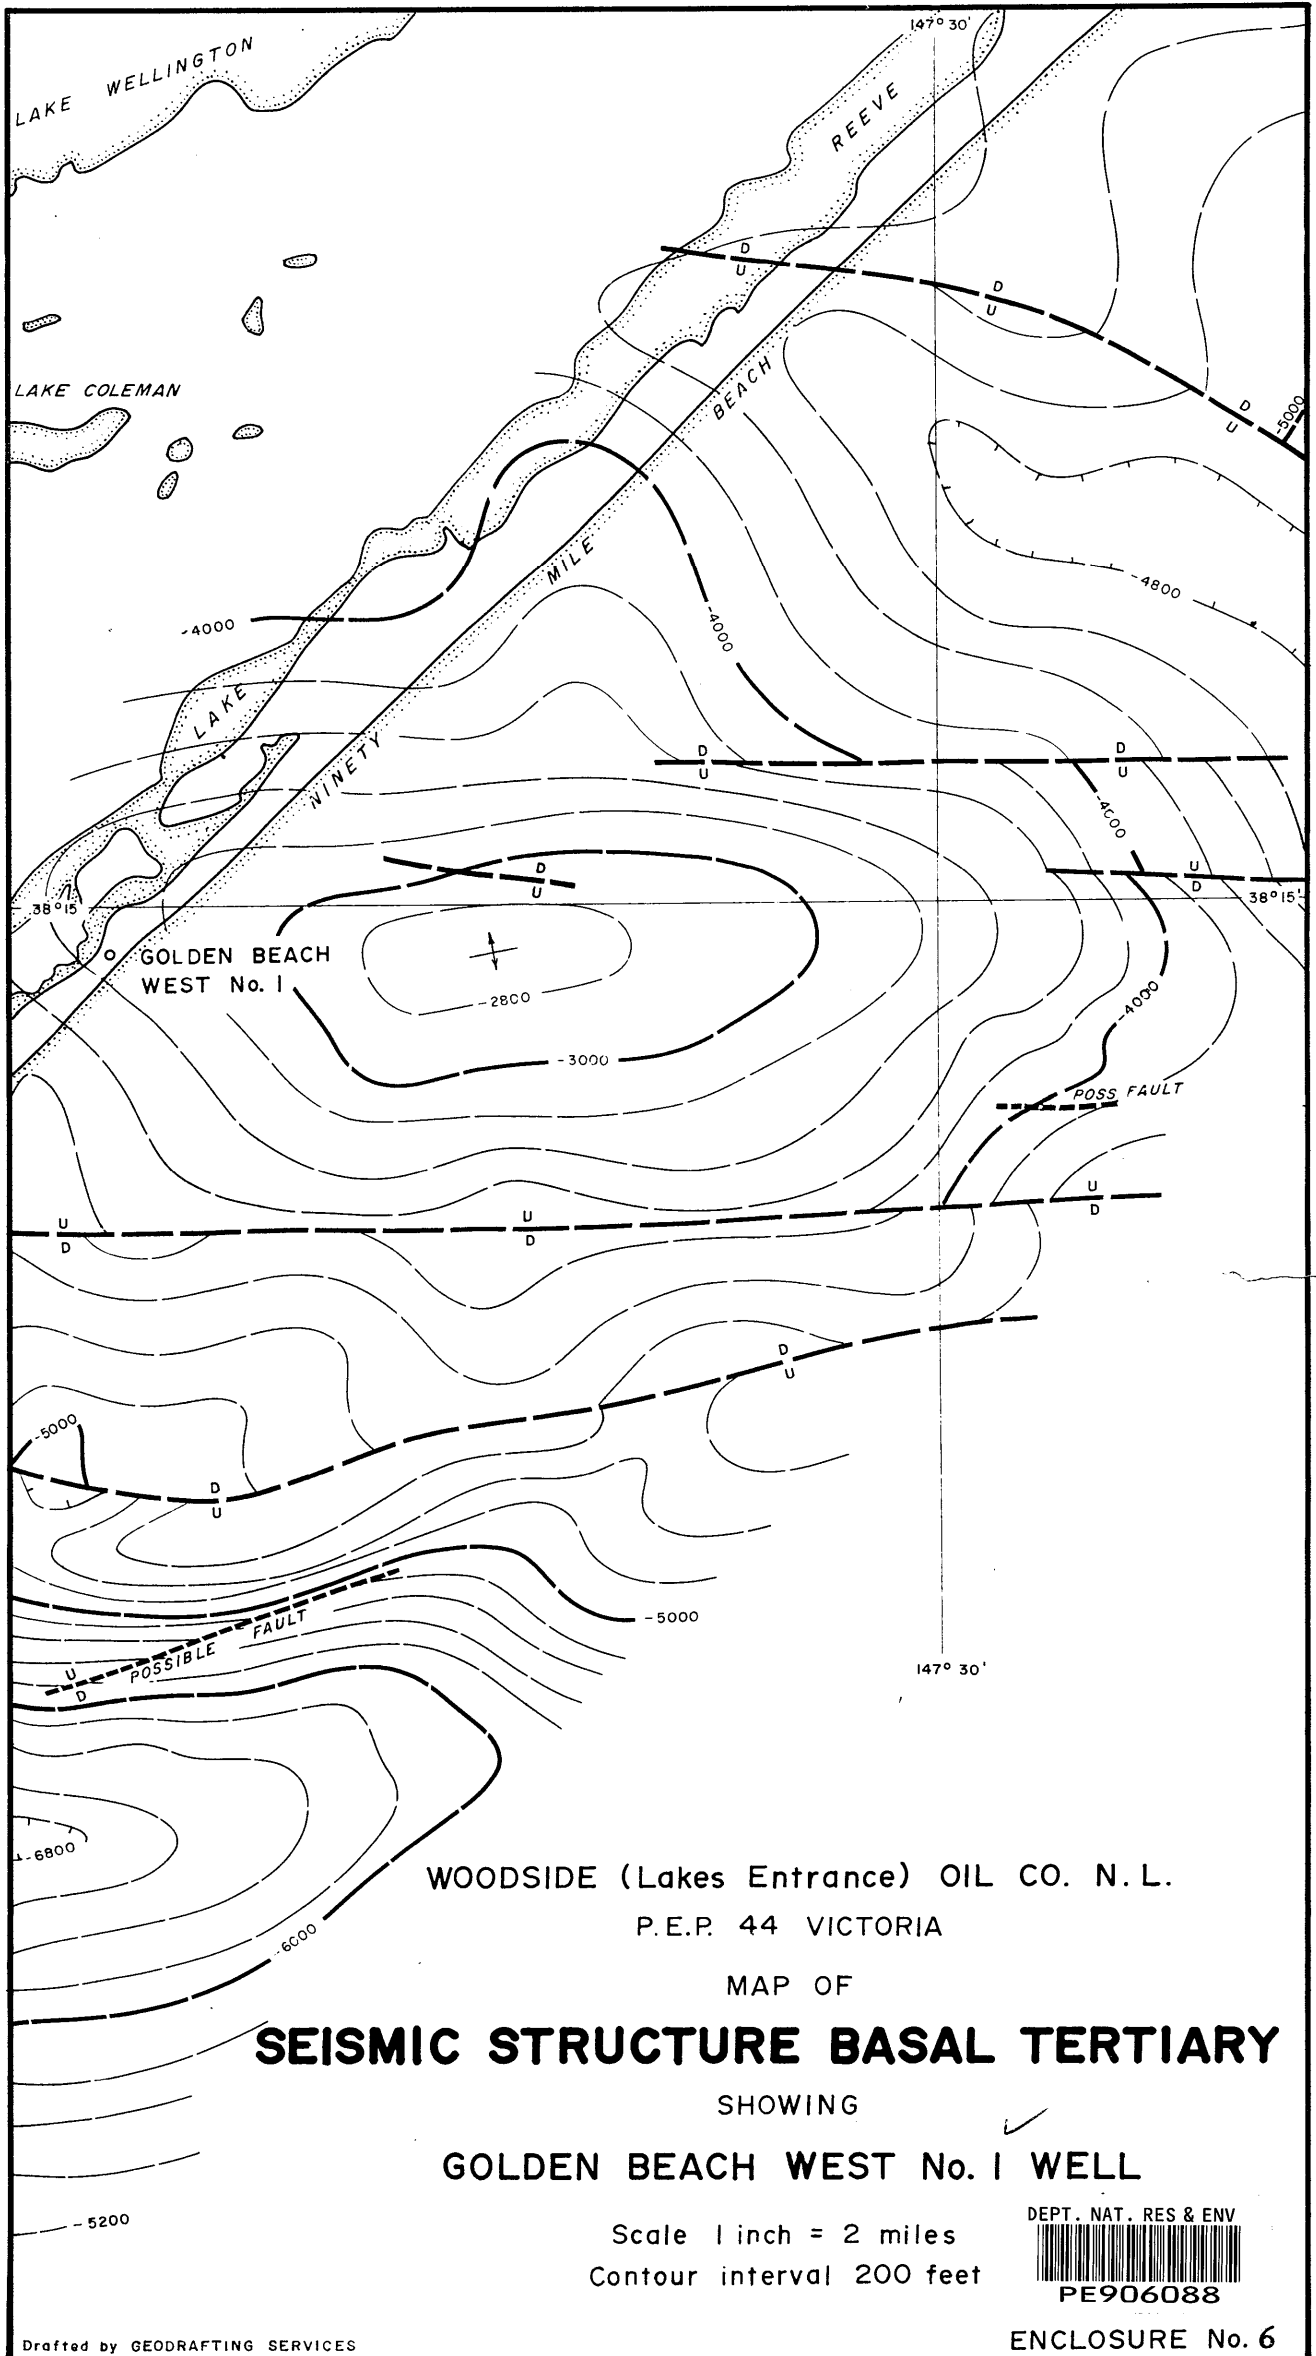 147° 30'
LAKE WELLINGTON
REEVE
D
U
D
U
LAKE COLEMAN
BEACH
D
U
-5000
MILE
-4800
-4000
-4000
LAKE
NINETY
D
U
D
U
-4000
D
U
U
D
38° 15'
38° 15'
GOLDEN BEACH
WEST No. 1
-2800
-4000
-3000
POSS FAULT
U
D
U
D
U
D
D
U
-5000
D
U
-5000
POSSIBLE FAULT
U
D
147° 30'
-6800
WOODSIDE (Lakes Entrance) OIL CO. N. L.
P. E. P. 44 VICTORIA
-6000
MAP OF
SEISMIC STRUCTURE BASAL TERTIARY
SHOWING
GOLDEN BEACH WEST No. 1 WELL
-5200
DEPT. NAT. RES & ENV
Scale 1 inch = 2 miles
Contour interval 200 feet
PE906088
Drafted by GEODRAFTING SERVICES
ENCLOSURE No. 6